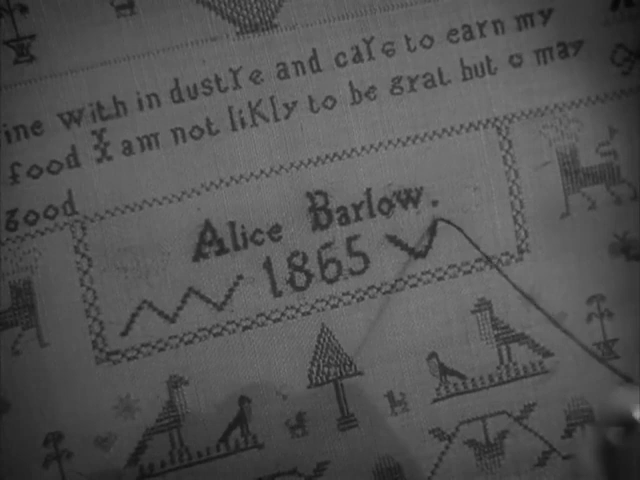 ine with in dustre and care to earn my
food I am not likly to be grat but o may
good
Alice Barlow.
1865